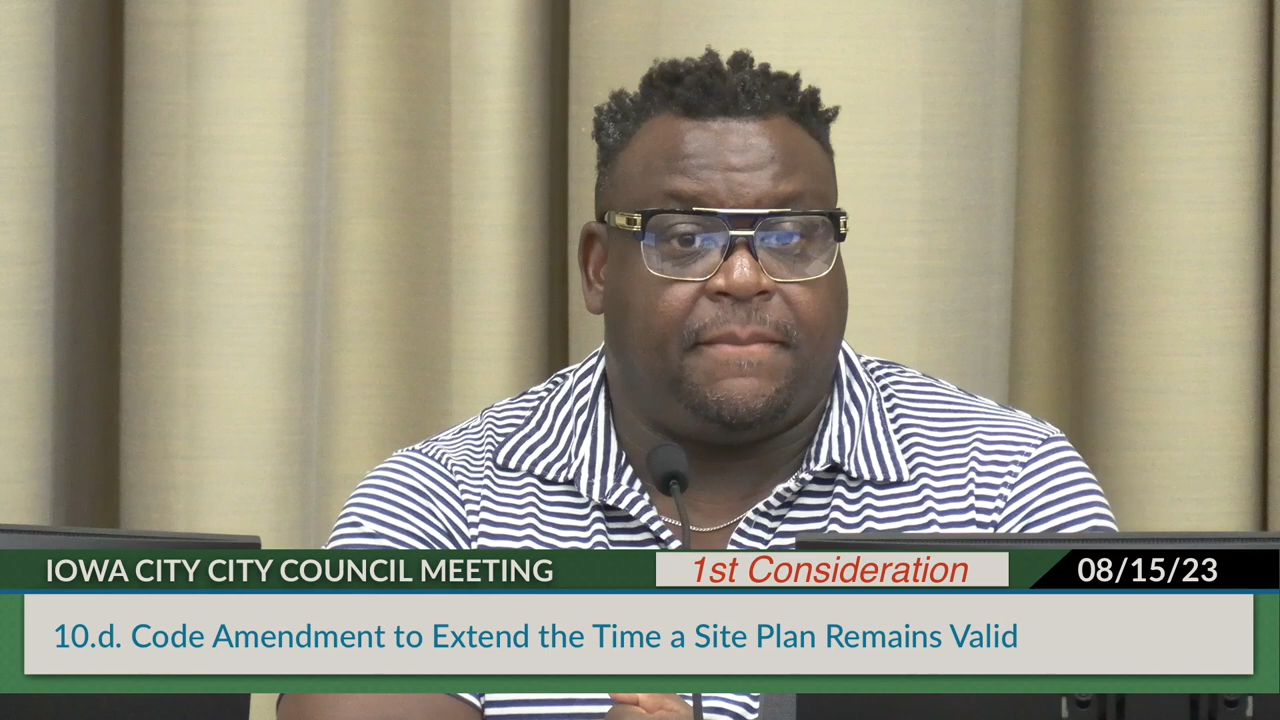 IOWA CITY CITY COUNCIL MEETING 1st Consideration 08/15/23
10.d. Code Amendment to Extend the Time a Site Plan Remains Valid